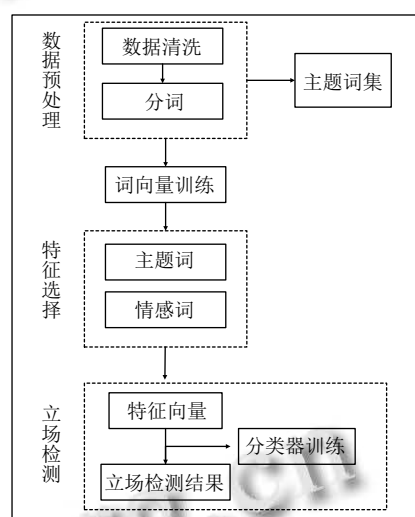 数据预处理
数据清洗
分词
主题词集
词向量训练
特征选择
主题词
情感词
立场检测
特征向量
分类器训练
立场检测结果